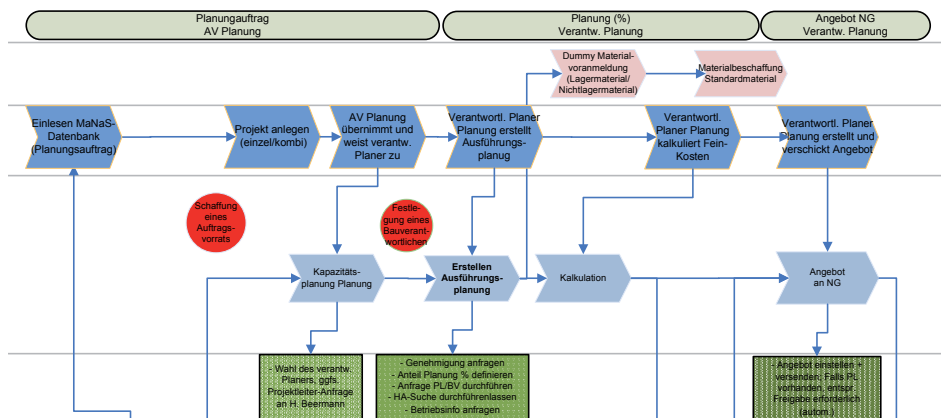 Planungauftrag
AV Planung
Planung (%)
Verantw. Planung
Angebot NG
Verantw. Planung
Dummy Material-
voranmeldung
(Lagermaterial/
Nichtlagermaterial)
Materialbeschaffung
Standardmaterial
Einlesen MaNaS-
Datenbank
(Planungsauftrag)
Projekt anlegen
(einzel/kombi)
AV Planung
übernimmt und
weist verantw.
Planer zu
Verantwortl. Planer
Planung erstellt
Ausführungs-
planug
Verantwortl.
Planer Planung
kalkuliert Fein-
Kosten
Verantwortl. Planer
Planung erstellt und
verschickt Angebot
Schaffung
eines
Auftrags-
vorrats
Festle-
gung eines
Bauverant-
wortlichen
Kapazitäts-
planung Planung
Erstellen
Ausführungs-
planung
Kalkulation
Angebot
an NG
- Wahl des verantw.
Planers, ggfs.
Projektleiter-Anfrage
an H. Beermann
- Genehmigung anfragen
- Anteil Planung % definieren
- Anfrage PL/BV durchführen
- HA-Suche durchführenlassen
- Betriebsinfo anfragen
- Angebot einstellen +
versenden; Falls PL
vorhanden, entspr.
Freigabe erforderlich
(autom.)